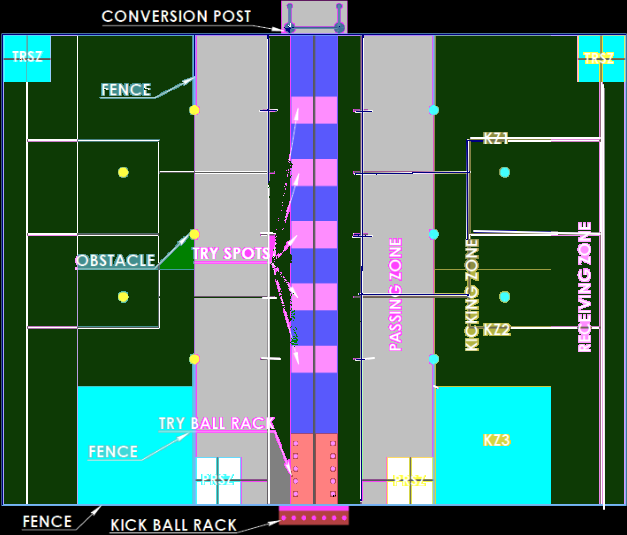 CONVERSION POST
TRSZ
TRSZ
FENCE
KZ1
OBSTACLE
TRY SPOTS
PASSING ZONE
KICKING ZONE
RECEIVING ZONE
KZ2
TRY BALL RACK
KZ3
FENCE
PRSZ
FENCE
KICK BALL RACK